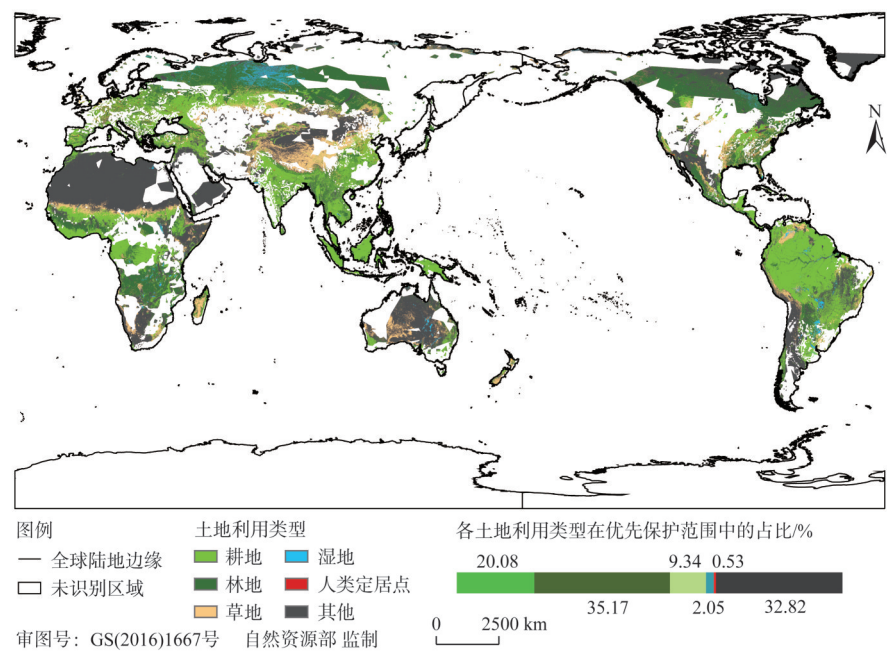 N
图例
全球陆地边缘
未识别区域
土地利用类型
耕地
湿地
林地
人类定居点
草地
其他
各土地利用类型在优先保护范围中的占比/%
20.08
9.34
0.53
35.17
2.05
32.82
0 2500 km
审图号：GS(2016)1667号 自然资源部 监制